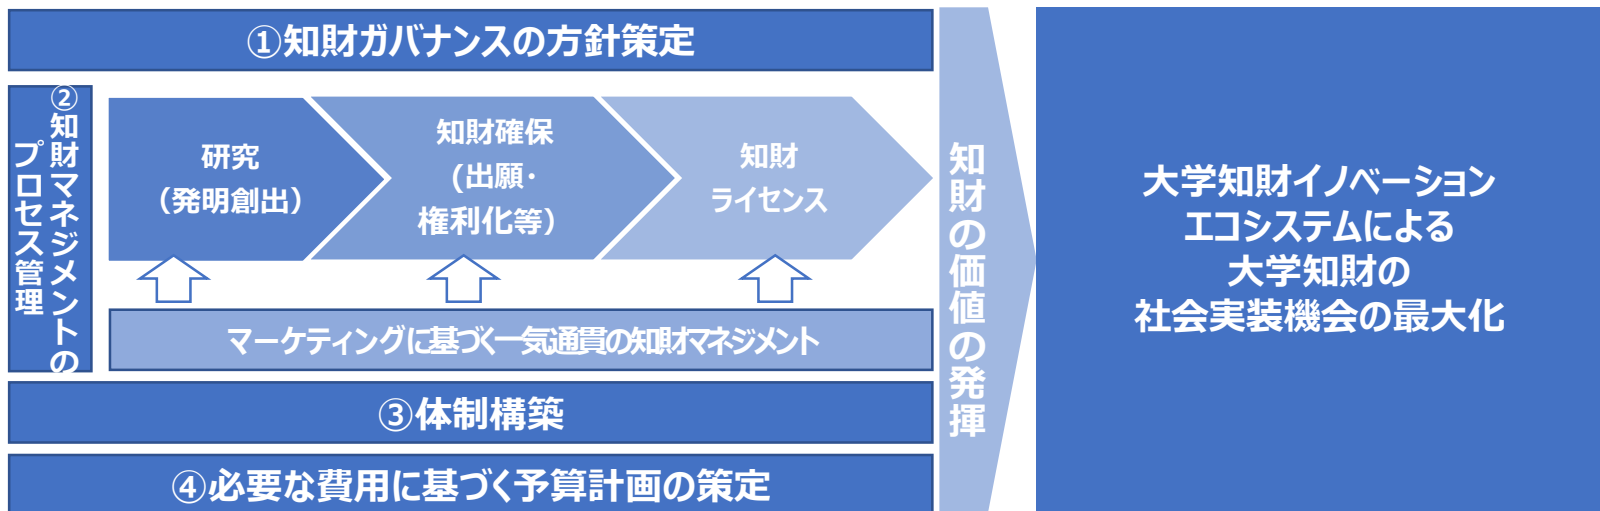 ①知財ガバナンスの方針策定
②知財マネジメントの
プロセス管理
研究
（発明創出）
知財確保
(出願・
権利化等）
知財
ライセンス
マーケティングに基づく一気通貫の知財マネジメント
③体制構築
④必要な費用に基づく予算計画の策定
知財の価値の発揮
大学知財イノベーション
エコシステムによる
大学知財の
社会実装機会の最大化